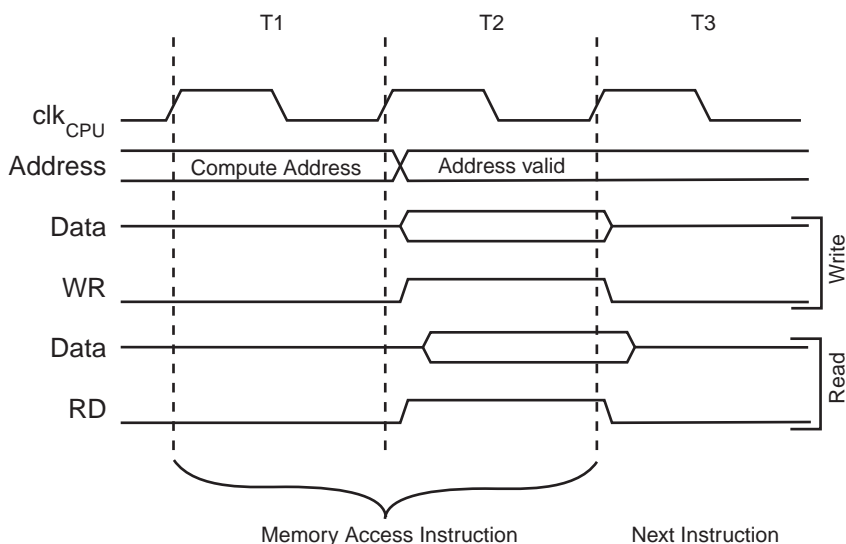 T1 T2 T3
clkCPU
Address Compute Address Address valid
Data
WR
Write
Data
RD
Read
Memory Access Instruction Next Instruction